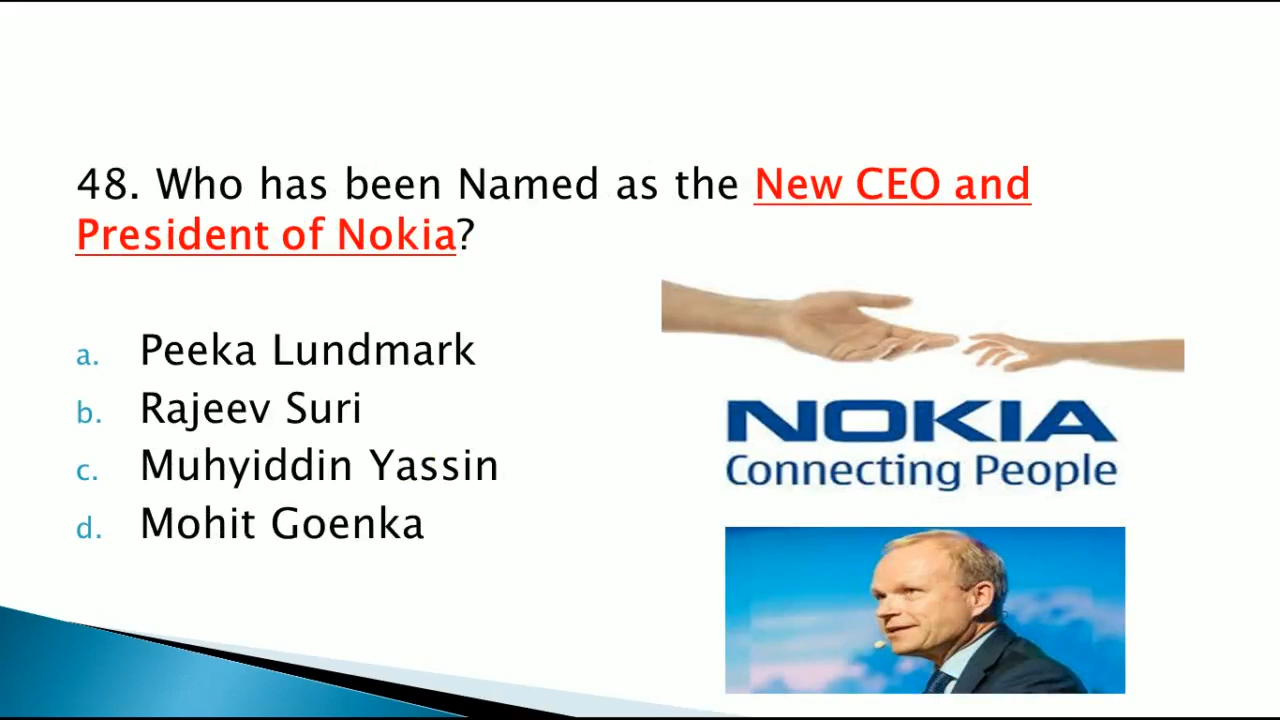 48. Who has been Named as the New CEO and
President of Nokia?
a. Peeka Lundmark
b. Rajeev Suri
c. Muhyiddin Yassin
d. Mohit Goenka
NOKIA
Connecting People